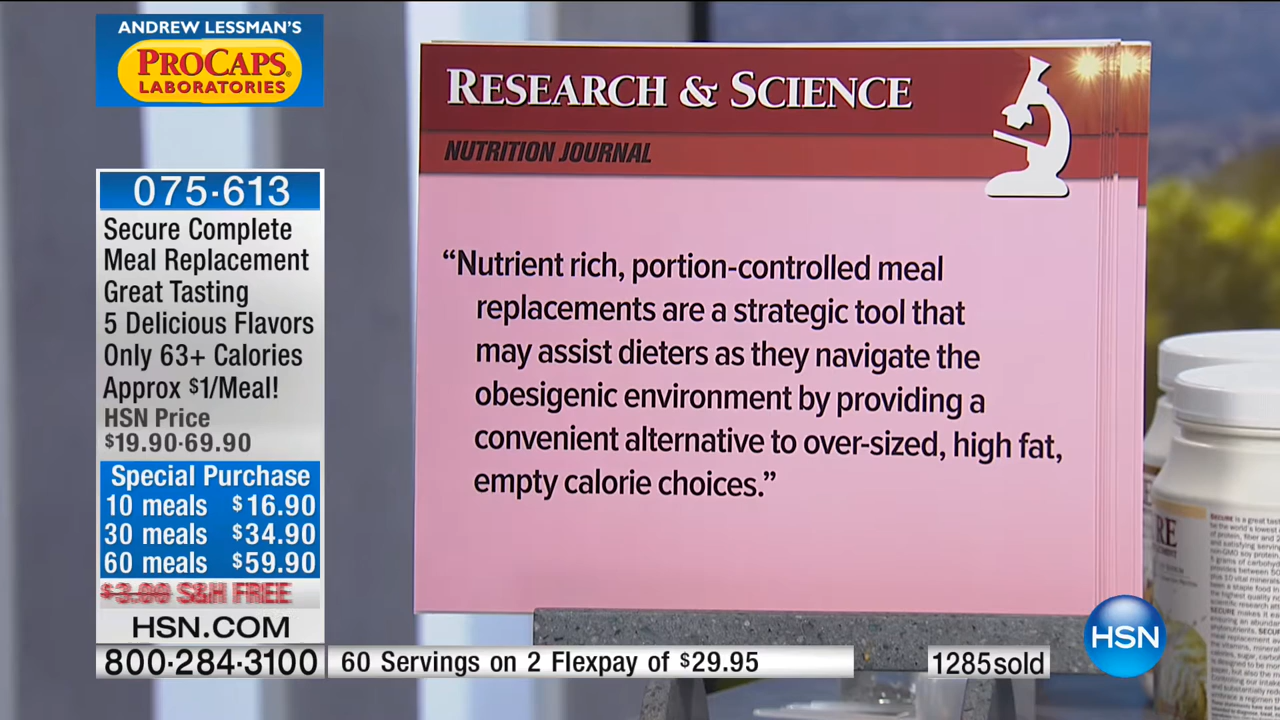 ANDREW LESSMAN'S
PROCAPS®
LABORATORIES
075·613
Secure Complete
Meal Replacement
Great Tasting
5 Delicious Flavors
Only 63+ Calories
Approx $1/Meal!
HSN Price
$19.90-69.90
Special Purchase
10 meals $16.90
30 meals $34.90
60 meals $59.90
$3.00 S&H FREE
HSN.COM
800·284·3100
60 Servings on 2 Flexpay of $29.95
1285sold
HSN
RESEARCH & SCIENCE
NUTRITION JOURNAL
“Nutrient rich, portion-controlled meal
replacements are a strategic tool that
may assist dieters as they navigate the
obesigenic environment by providing a
convenient alternative to over-sized, high fat,
empty calorie choices.”